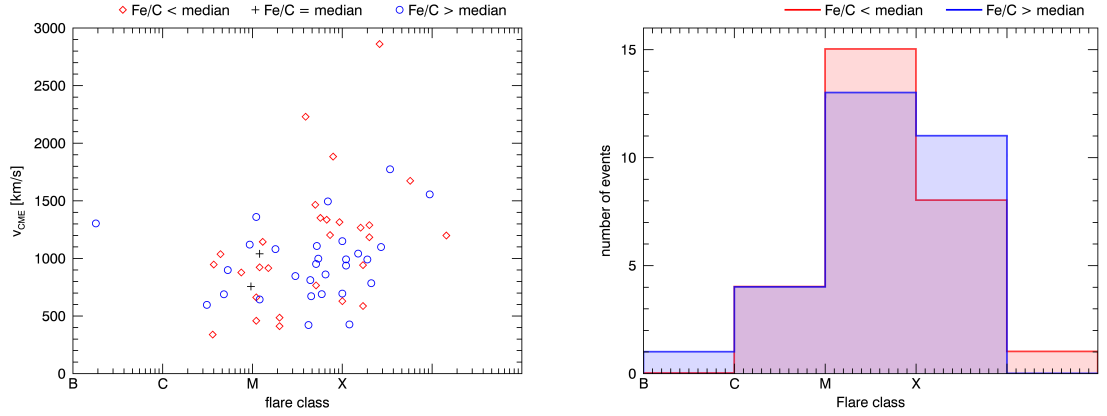 Fe/C < median Fe/C = median Fe/C > median
3000
2500
2000
1500
1000
500
0
v_CME [km/s]
B C M X
flare class
Fe/C < median Fe/C > median
15
10
5
0
number of events
B C M X
Flare class